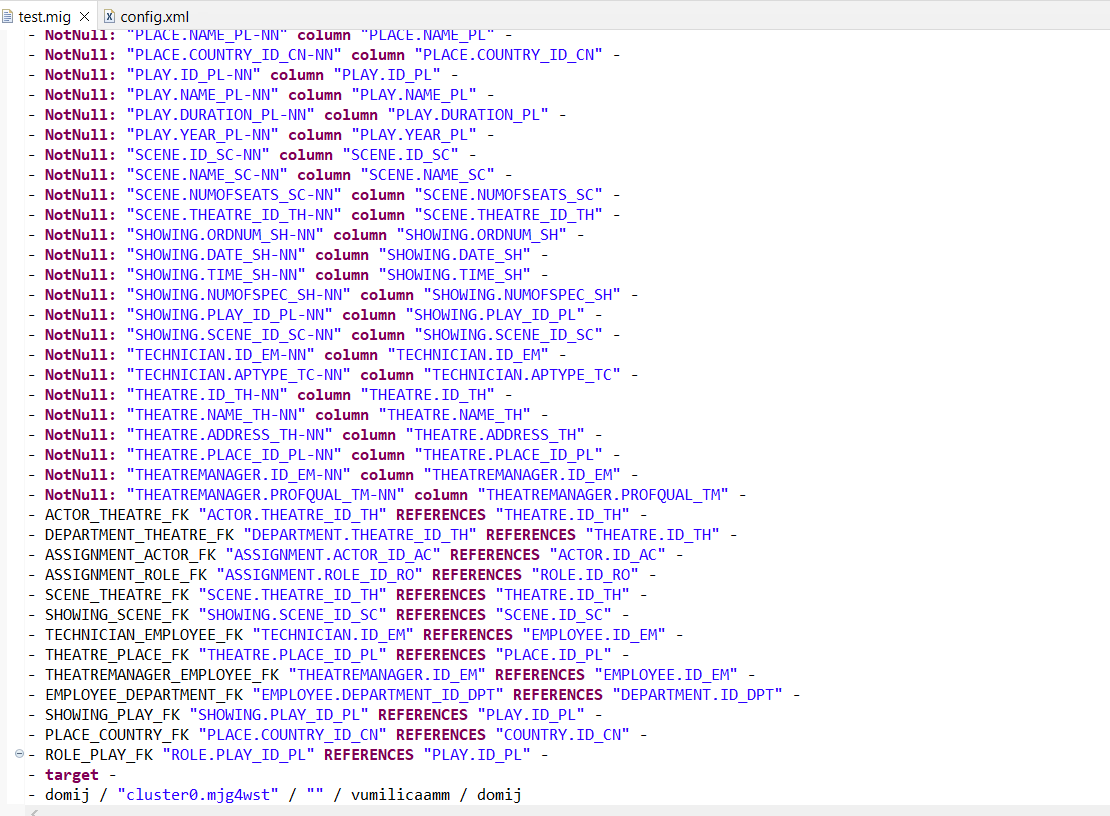 test.mig
config.xml
- NotNull: "PLACE.NAME_PL-NN" column "PLACE.NAME_PL" -
- NotNull: "PLACE.COUNTRY_ID_CN-NN" column "PLACE.COUNTRY_ID_CN" -
- NotNull: "PLAY.ID_PL-NN" column "PLAY.ID_PL" -
- NotNull: "PLAY.NAME_PL-NN" column "PLAY.NAME_PL" -
- NotNull: "PLAY.DURATION_PL-NN" column "PLAY.DURATION_PL" -
- NotNull: "PLAY.YEAR_PL-NN" column "PLAY.YEAR_PL" -
- NotNull: "SCENE.ID_SC-NN" column "SCENE.ID_SC" -
- NotNull: "SCENE.NAME_SC-NN" column "SCENE.NAME_SC" -
- NotNull: "SCENE.NUMOFSEATS_SC-NN" column "SCENE.NUMOFSEATS_SC" -
- NotNull: "SCENE.THEATRE_ID_TH-NN" column "SCENE.THEATRE_ID_TH" -
- NotNull: "SHOWING.ORDNUM_SH-NN" column "SHOWING.ORDNUM_SH" -
- NotNull: "SHOWING.DATE_SH-NN" column "SHOWING.DATE_SH" -
- NotNull: "SHOWING.TIME_SH-NN" column "SHOWING.TIME_SH" -
- NotNull: "SHOWING.NUMOFSPEC_SH-NN" column "SHOWING.NUMOFSPEC_SH" -
- NotNull: "SHOWING.PLAY_ID_PL-NN" column "SHOWING.PLAY_ID_PL" -
- NotNull: "SHOWING.SCENE_ID_SC-NN" column "SHOWING.SCENE_ID_SC" -
- NotNull: "TECHNICIAN.ID_EM-NN" column "TECHNICIAN.ID_EM" -
- NotNull: "TECHNICIAN.APTYPE_TC-NN" column "TECHNICIAN.APTYPE_TC" -
- NotNull: "THEATRE.ID_TH-NN" column "THEATRE.ID_TH" -
- NotNull: "THEATRE.NAME_TH-NN" column "THEATRE.NAME_TH" -
- NotNull: "THEATRE.ADDRESS_TH-NN" column "THEATRE.ADDRESS_TH" -
- NotNull: "THEATRE.PLACE_ID_PL-NN" column "THEATRE.PLACE_ID_PL" -
- NotNull: "THEATREMANAGER.ID_EM-NN" column "THEATREMANAGER.ID_EM" -
- NotNull: "THEATREMANAGER.PROFQUAL_TM-NN" column "THEATREMANAGER.PROFQUAL_TM" -
- ACTOR_THEATRE_FK "ACTOR.THEATRE_ID_TH" REFERENCES "THEATRE.ID_TH" -
- DEPARTMENT_THEATRE_FK "DEPARTMENT.THEATRE_ID_TH" REFERENCES "THEATRE.ID_TH" -
- ASSIGNMENT_ACTOR_FK "ASSIGNMENT.ACTOR_ID_AC" REFERENCES "ACTOR.ID_AC" -
- ASSIGNMENT_ROLE_FK "ASSIGNMENT.ROLE_ID_RO" REFERENCES "ROLE.ID_RO" -
- SCENE_THEATRE_FK "SCENE.THEATRE_ID_TH" REFERENCES "THEATRE.ID_TH" -
- SHOWING_SCENE_FK "SHOWING.SCENE_ID_SC" REFERENCES "SCENE.ID_SC" -
- TECHNICIAN_EMPLOYEE_FK "TECHNICIAN.ID_EM" REFERENCES "EMPLOYEE.ID_EM" -
- THEATRE_PLACE_FK "THEATRE.PLACE_ID_PL" REFERENCES "PLACE.ID_PL" -
- THEATREMANAGER_EMPLOYEE_FK "THEATREMANAGER.ID_EM" REFERENCES "EMPLOYEE.ID_EM" -
- EMPLOYEE_DEPARTMENT_FK "EMPLOYEE.DEPARTMENT_ID_DPT" REFERENCES "DEPARTMENT.ID_DPT" -
- SHOWING_PLAY_FK "SHOWING.PLAY_ID_PL" REFERENCES "PLAY.ID_PL" -
- PLACE_COUNTRY_FK "PLACE.COUNTRY_ID_CN" REFERENCES "COUNTRY.ID_CN" -
- ROLE_PLAY_FK "ROLE.PLAY_ID_PL" REFERENCES "PLAY.ID_PL" -
- target -
- domij / "cluster0.mjg4wst" / "" / vumilicaamm / domij